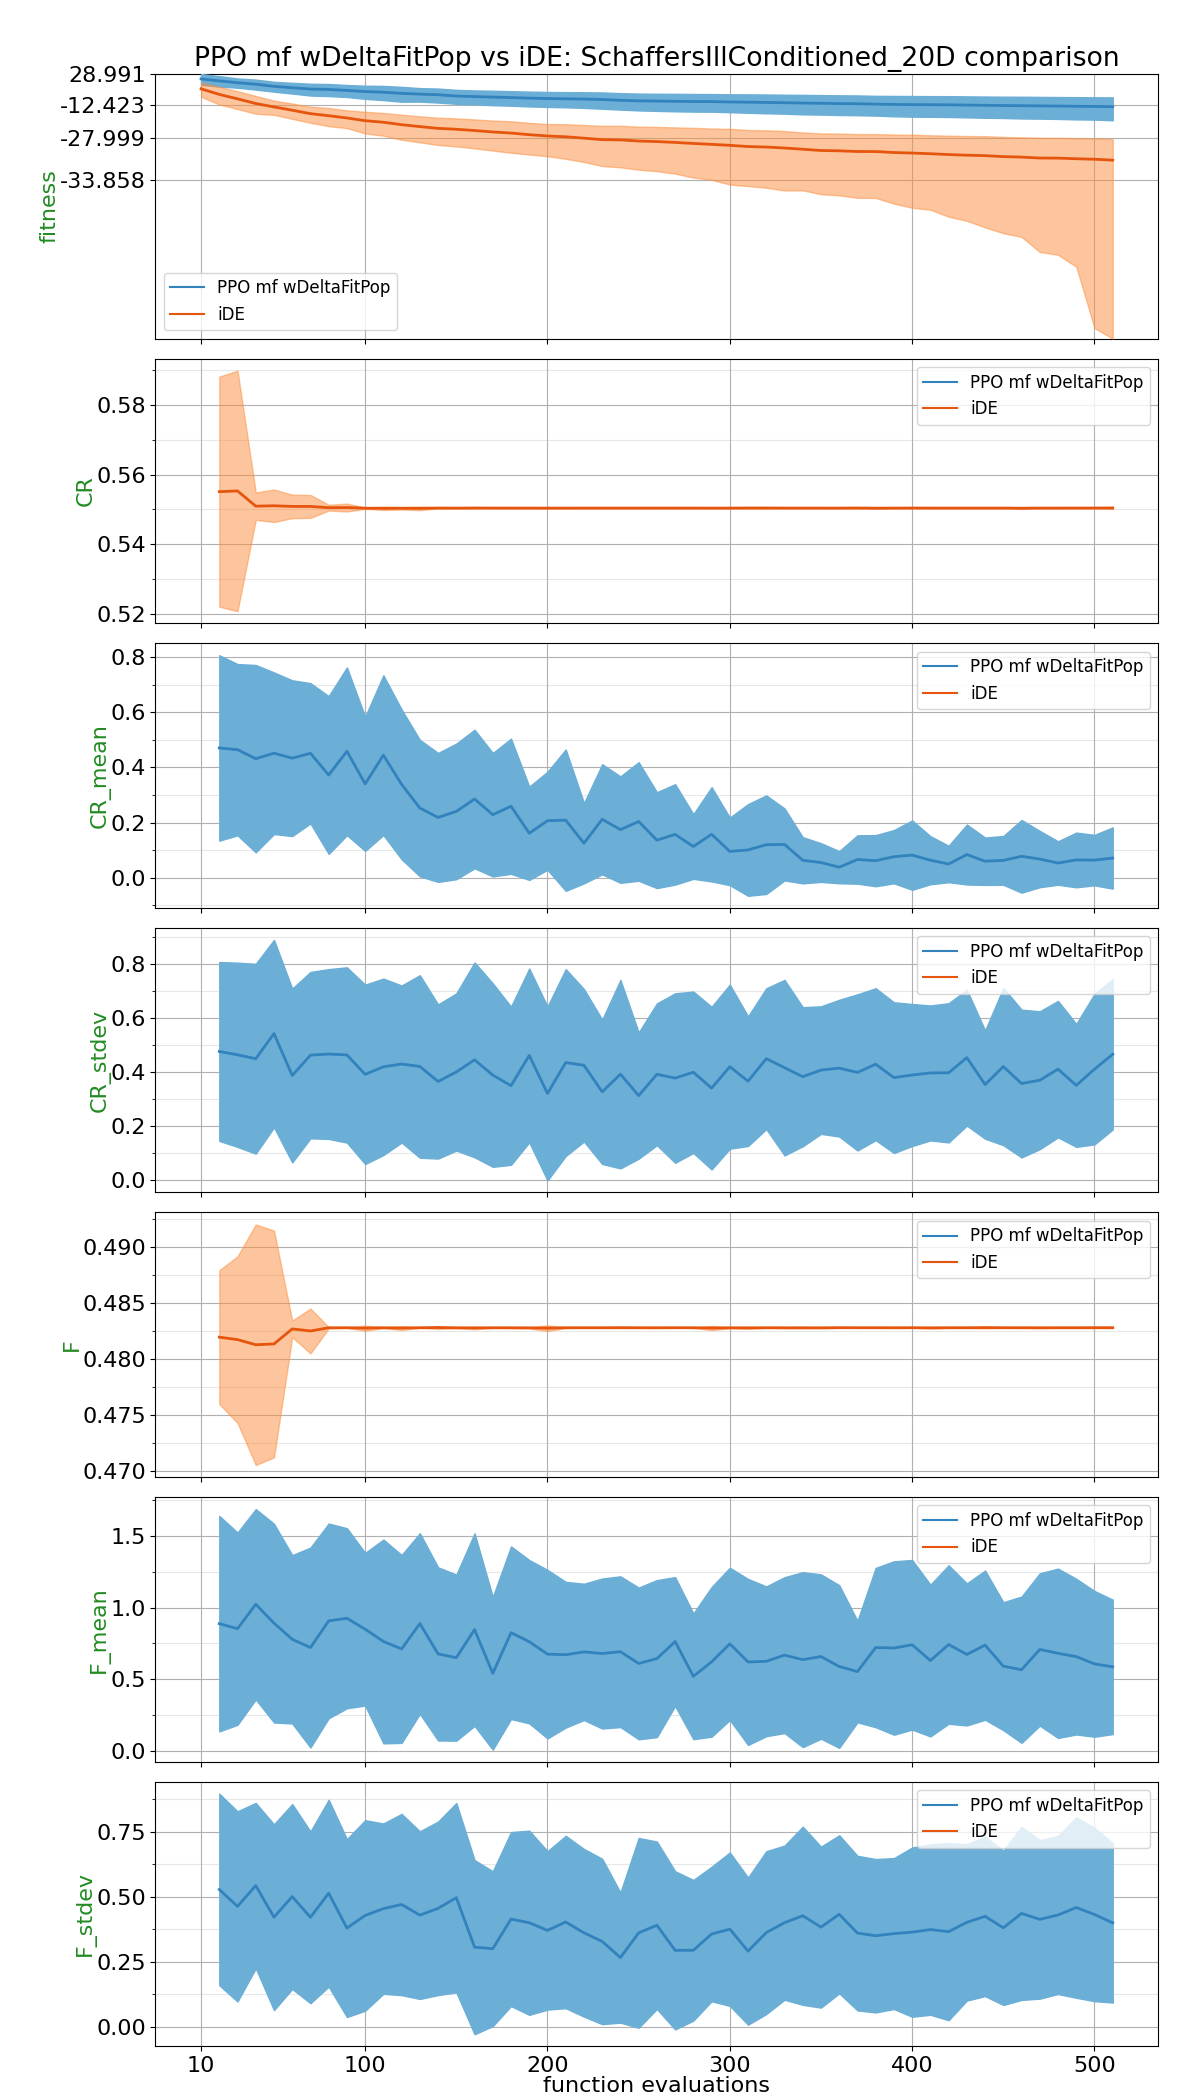 PPO mf wDeltaFitPop vs iDE: SchaffersIllConditioned_20D comparison
28.991
-12.423
-27.999
-33.858
fitness
PPO mf wDeltaFitPop
iDE
0.58
0.56
0.54
0.52
CR
PPO mf wDeltaFitPop
iDE
0.8
0.6
0.4
0.2
0.0
CR_mean
PPO mf wDeltaFitPop
iDE
0.8
0.6
0.4
0.2
0.0
CR_stdev
PPO mf wDeltaFitPop
iDE
0.490
0.485
0.480
0.475
0.470
F
PPO mf wDeltaFitPop
iDE
1.5
1.0
0.5
0.0
F_mean
PPO mf wDeltaFitPop
iDE
0.75
0.50
0.25
0.00
F_stdev
PPO mf wDeltaFitPop
iDE
10 100 200 300 400 500
function evaluations